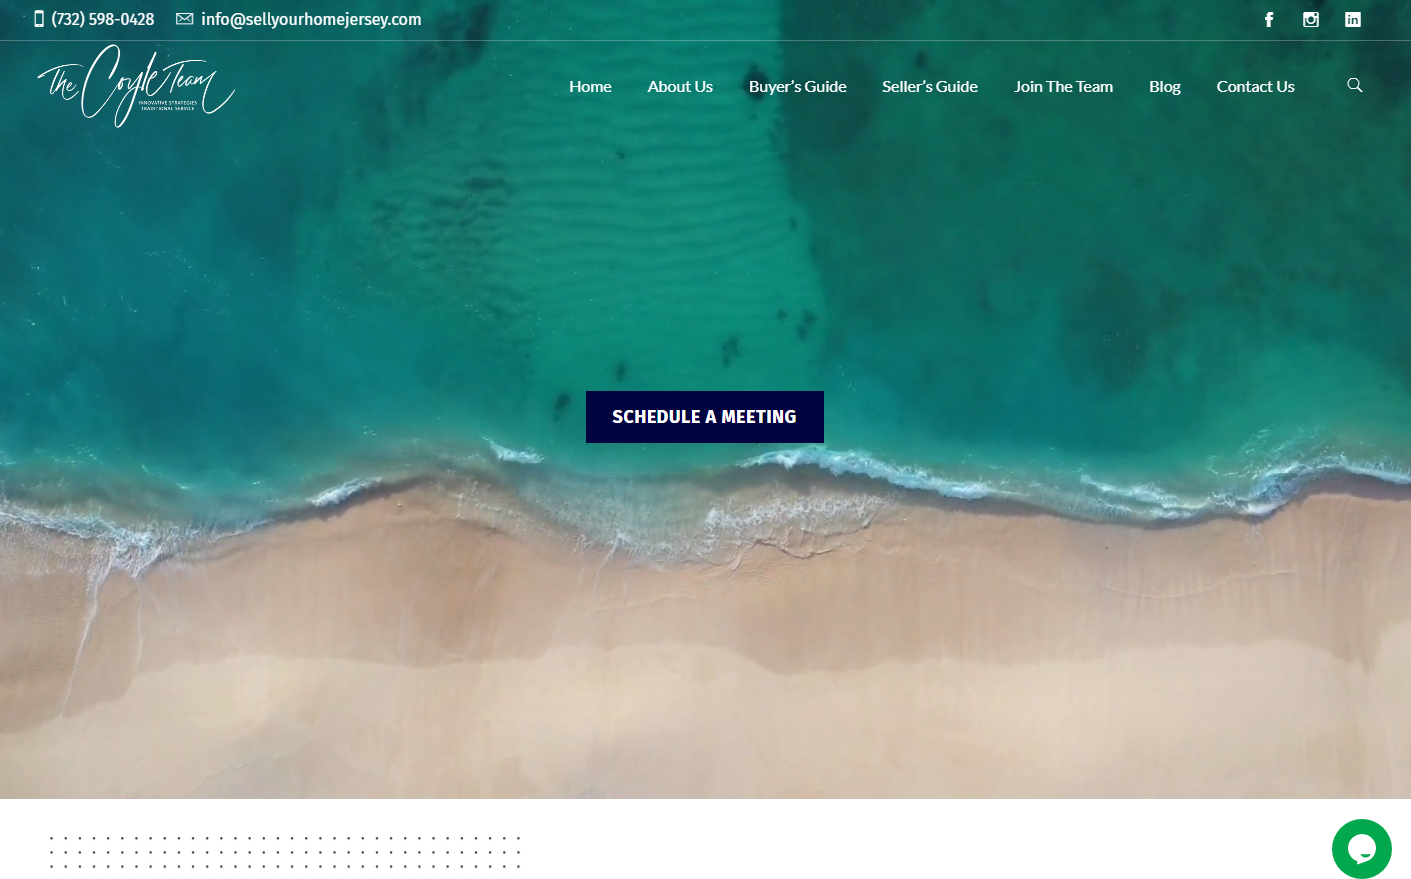 (732) 598-0428 info@sellyourhomejersey.com
The Coyle Team
INNOVATIVE STRATEGIES
TRADITIONAL SERVICE
Home About Us Buyer’s Guide Seller’s Guide Join The Team Blog Contact Us
SCHEDULE A MEETING